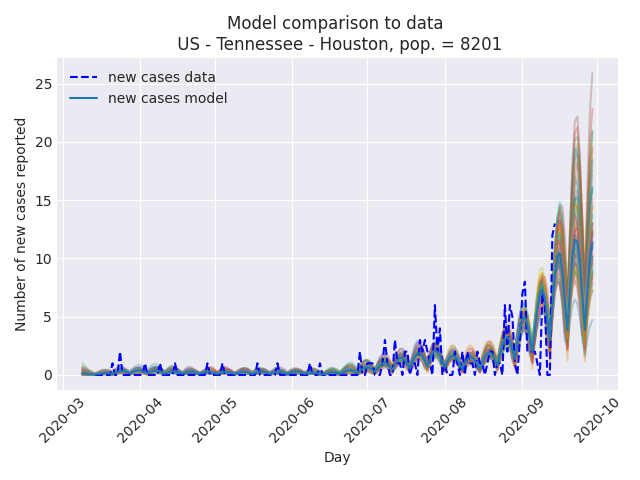 Model comparison to data
US - Tennessee - Houston, pop. = 8201
new cases data
new cases model
Number of new cases reported
25
20
15
10
5
0
2020-03
2020-04
2020-05
2020-06
2020-07
2020-08
2020-09
2020-10
Day